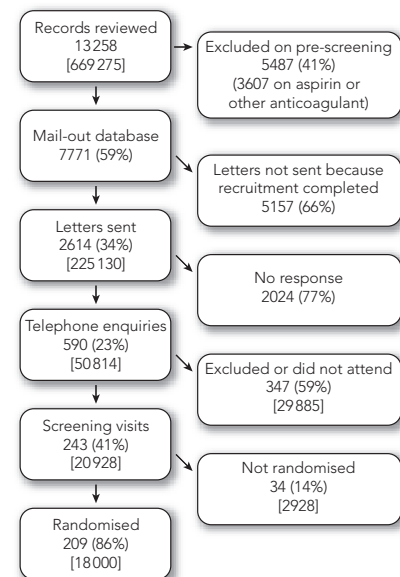 Records reviewed
13 258
[669 275]
Excluded on pre-screening
5487 (41%)
(3607 on aspirin or
other anticoagulant)
Mail-out database
7771 (59%)
Letters not sent because
recruitment completed
5157 (66%)
Letters sent
2614 (34%)
[225 130]
No response
2024 (77%)
Telephone enquiries
590 (23%)
[50 814]
Excluded or did not attend
347 (59%)
[29 885]
Screening visits
243 (41%)
[20 928]
Not randomised
34 (14%)
[2928]
Randomised
209 (86%)
[18 000]